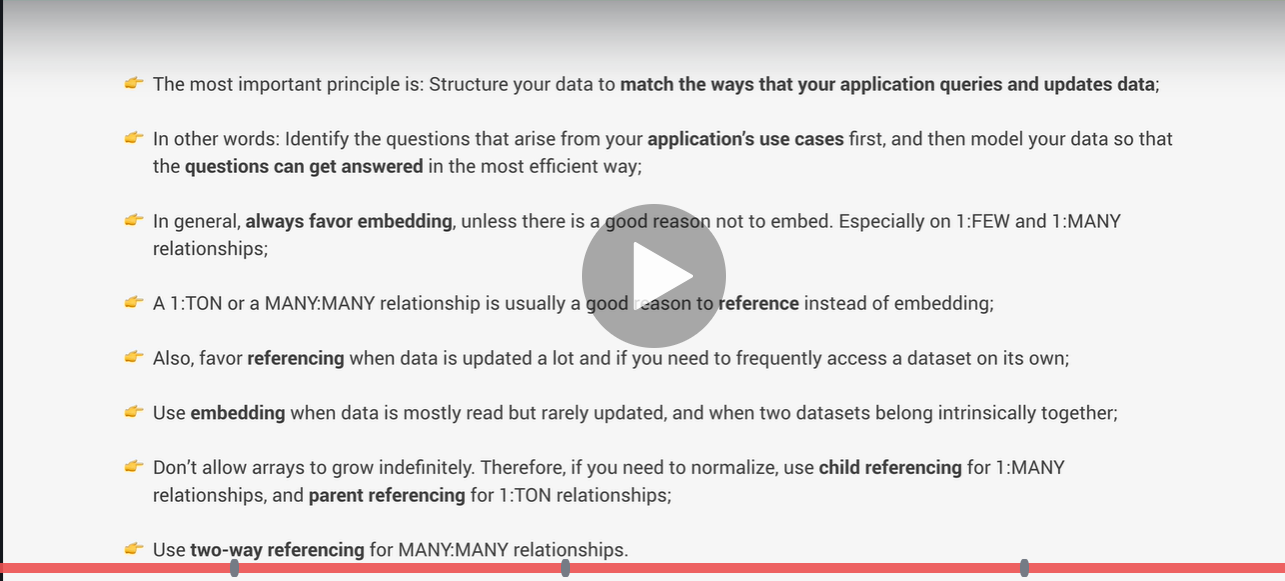 👉 The most important principle is: Structure your data to match the ways that your application queries and updates data;
👉 In other words: Identify the questions that arise from your application’s use cases first, and then model your data so that
the questions can get answered in the most efficient way;
👉 In general, always favor embedding, unless there is a good reason not to embed. Especially on 1:FEW and 1:MANY
relationships;
👉 A 1:TON or a MANY:MANY relationship is usually a good reason to reference instead of embedding;
👉 Also, favor referencing when data is updated a lot and if you need to frequently access a dataset on its own;
👉 Use embedding when data is mostly read but rarely updated, and when two datasets belong intrinsically together;
👉 Don’t allow arrays to grow indefinitely. Therefore, if you need to normalize, use child referencing for 1:MANY
relationships, and parent referencing for 1:TON relationships;
👉 Use two-way referencing for MANY:MANY relationships.